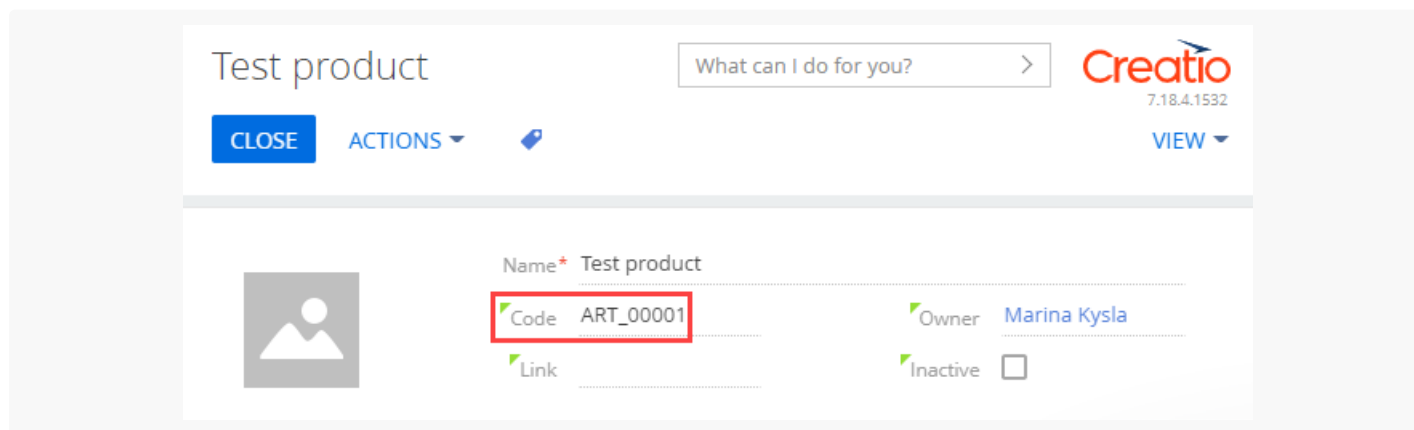 Test product
What can I do for you?
Creatio
7.18.4.1532
CLOSE
ACTIONS
VIEW
Name* Test product
Code ART_00001
Owner Marina Kysla
Link
Inactive